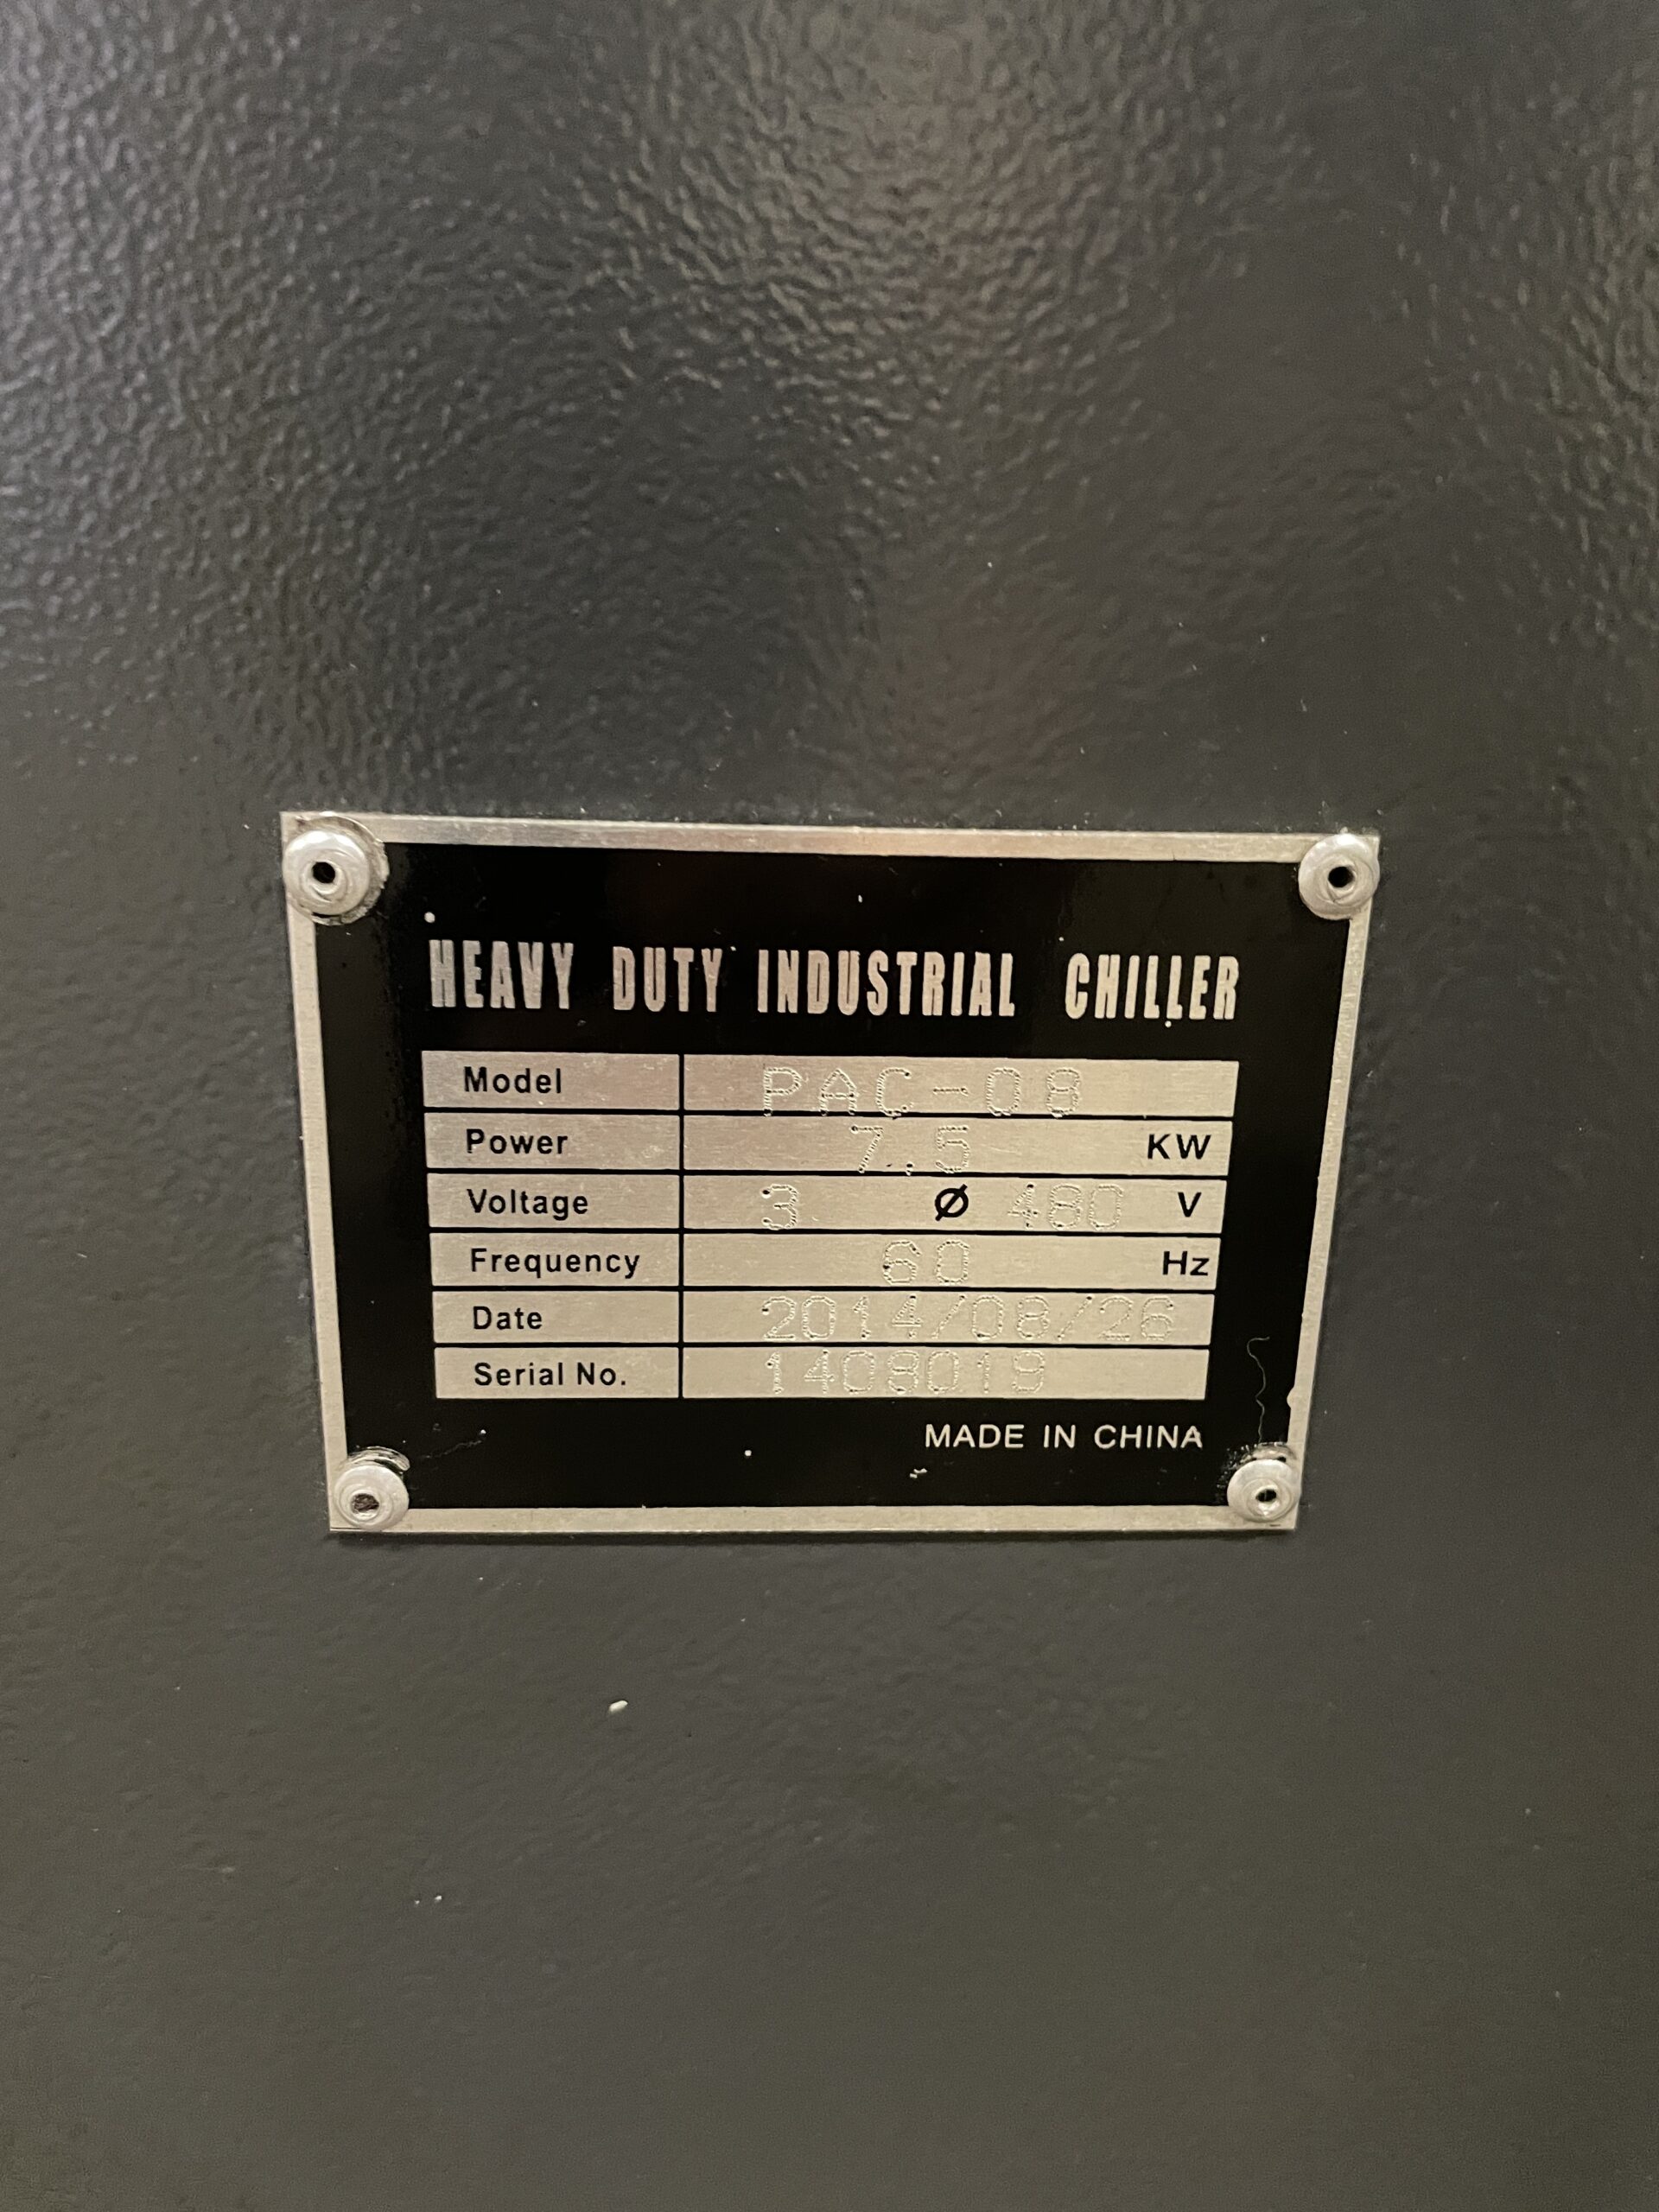 HEAVY DUTY INDUSTRIAL CHILLER
Model PAC-08
Power 7.5 KW
Voltage 3 Ø 480 V
Frequency 60 Hz
Date 2014/08/26
Serial No. 1408019
MADE IN CHINA